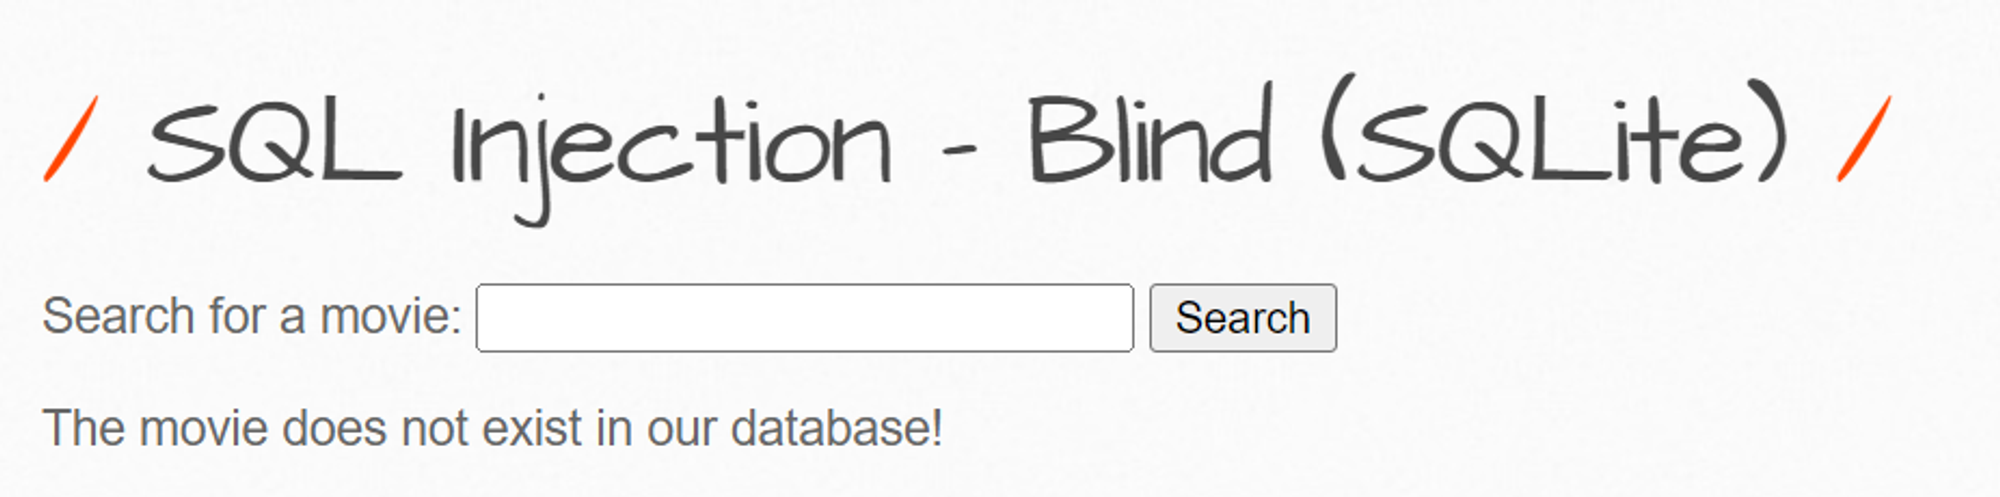 / SQL Injection - Blind (SQLite) /
Search for a movie: Search
The movie does not exist in our database!